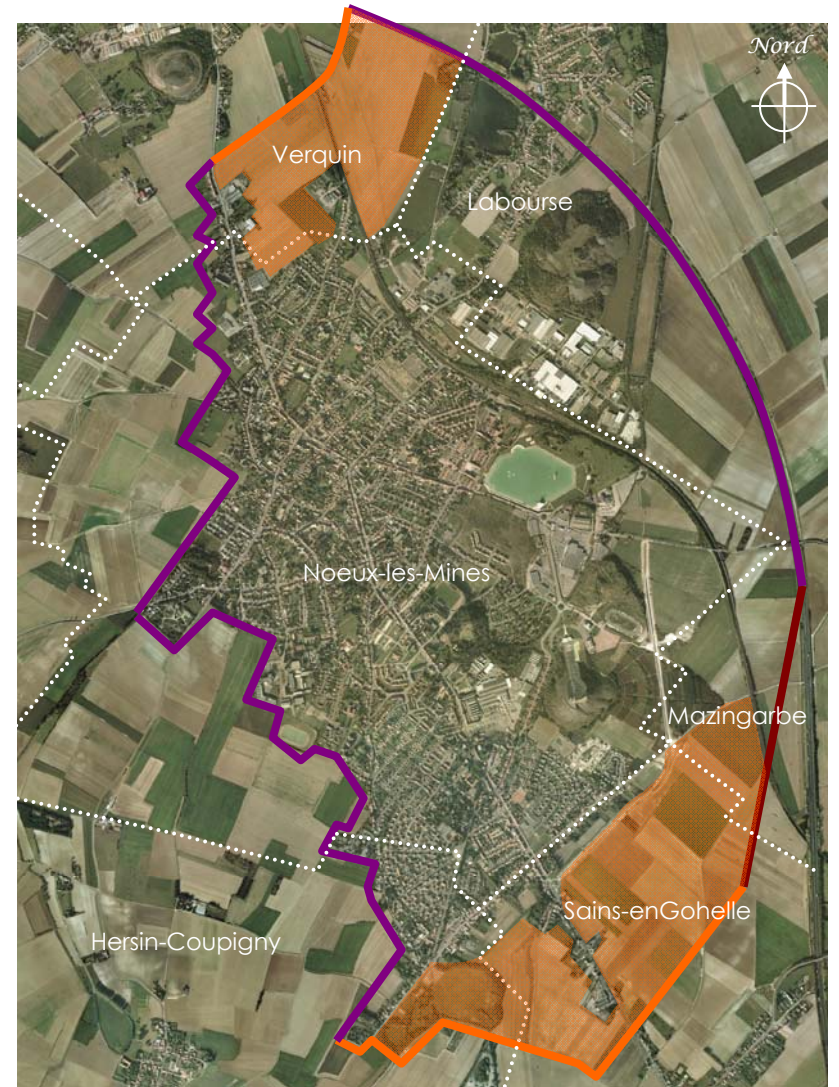 Nord
Verquin
Labourse
Noeux-les-Mines
Mazingarbe
Sains-enGohelle
Hersin-Coupigny